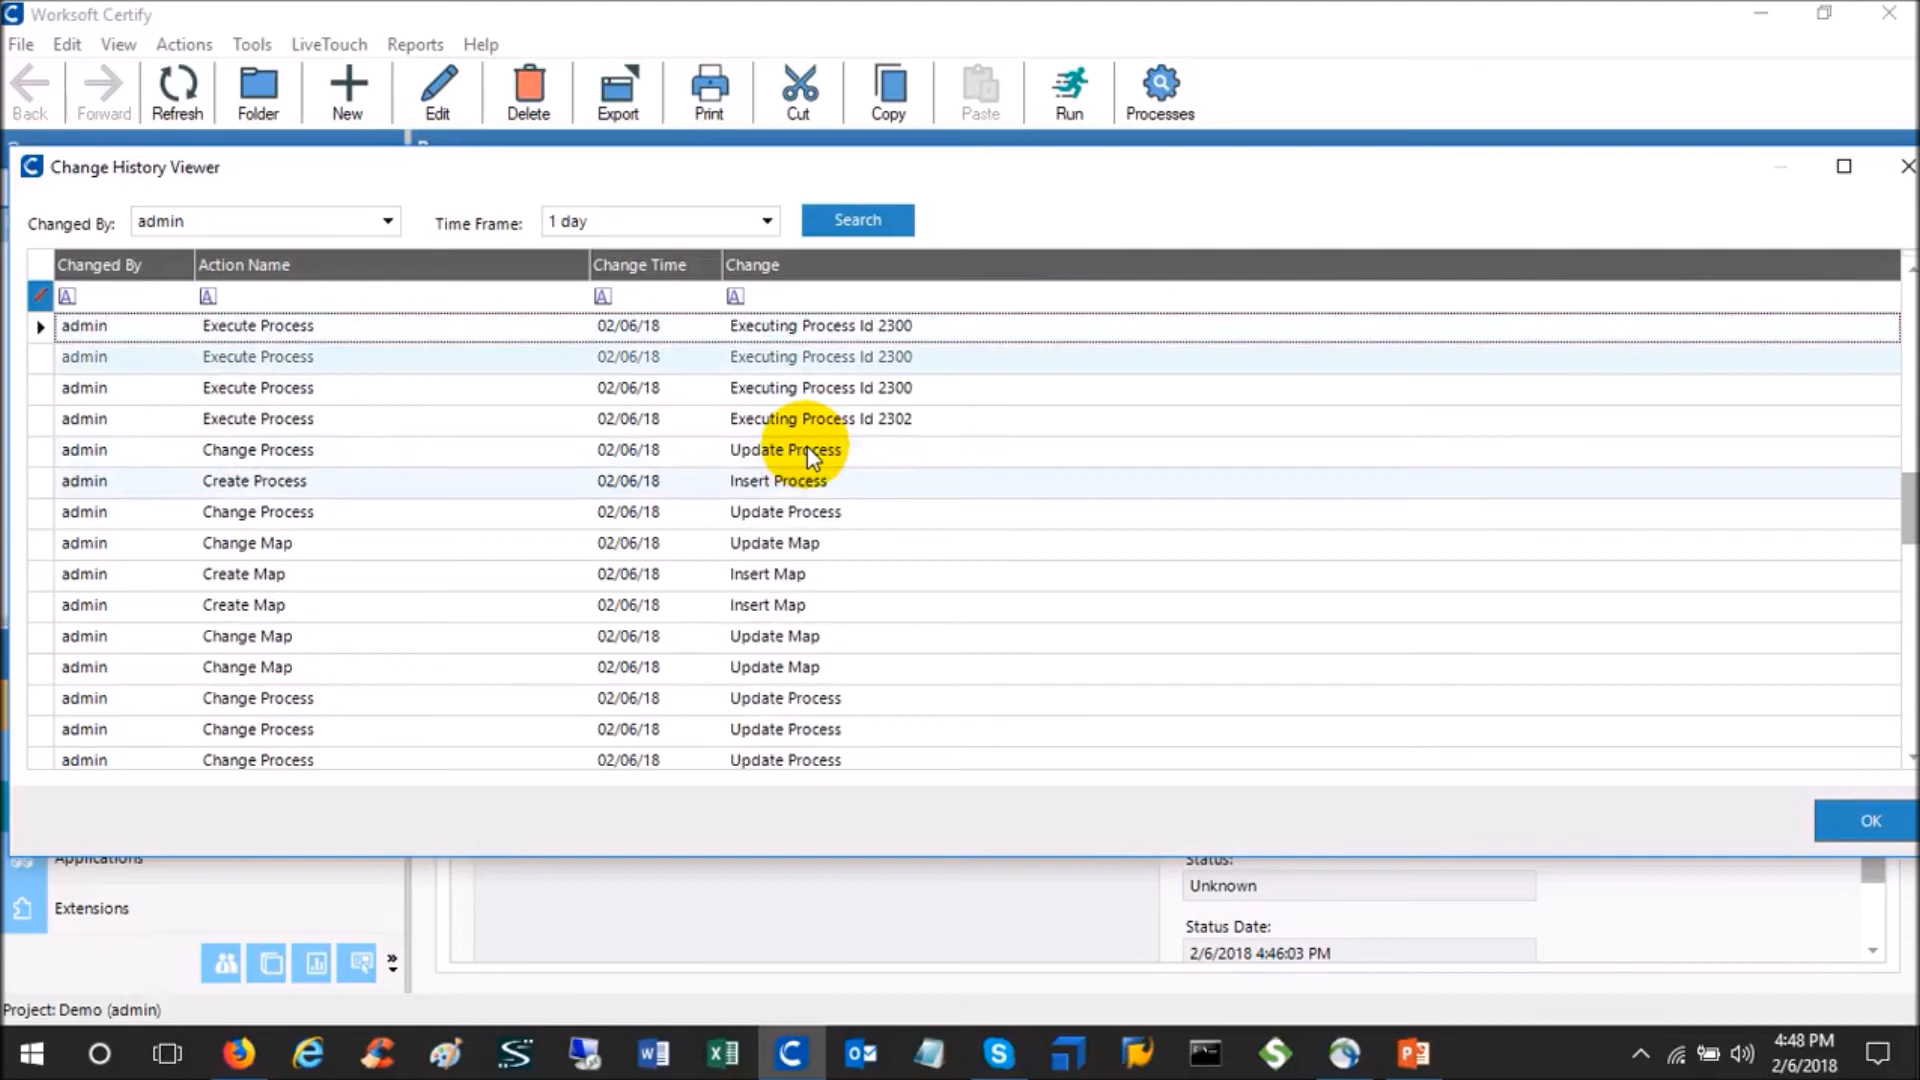 Worksoft Certify
File Edit View Actions Tools LiveTouch Reports Help
Back Forward Refresh Folder New Edit Delete Export Print Cut Copy Paste Run Processes
Change History Viewer
Changed By: admin Time Frame: 1 day Search
Changed By Action Name Change Time Change
admin Execute Process 02/06/18 Executing Process Id 2300
admin Execute Process 02/06/18 Executing Process Id 2300
admin Execute Process 02/06/18 Executing Process Id 2300
admin Execute Process 02/06/18 Executing Process Id 2302
admin Change Process 02/06/18 Update Process
admin Create Process 02/06/18 Insert Process
admin Change Process 02/06/18 Update Process
admin Change Map 02/06/18 Update Map
admin Create Map 02/06/18 Insert Map
admin Create Map 02/06/18 Insert Map
admin Change Map 02/06/18 Update Map
admin Change Map 02/06/18 Update Map
admin Change Process 02/06/18 Update Process
admin Change Process 02/06/18 Update Process
admin Change Process 02/06/18 Update Process
OK
Applications
Status:
Unknown
Extensions
Status Date:
2/6/2018 4:46:03 PM
Project: Demo (admin)
4:48 PM
2/6/2018